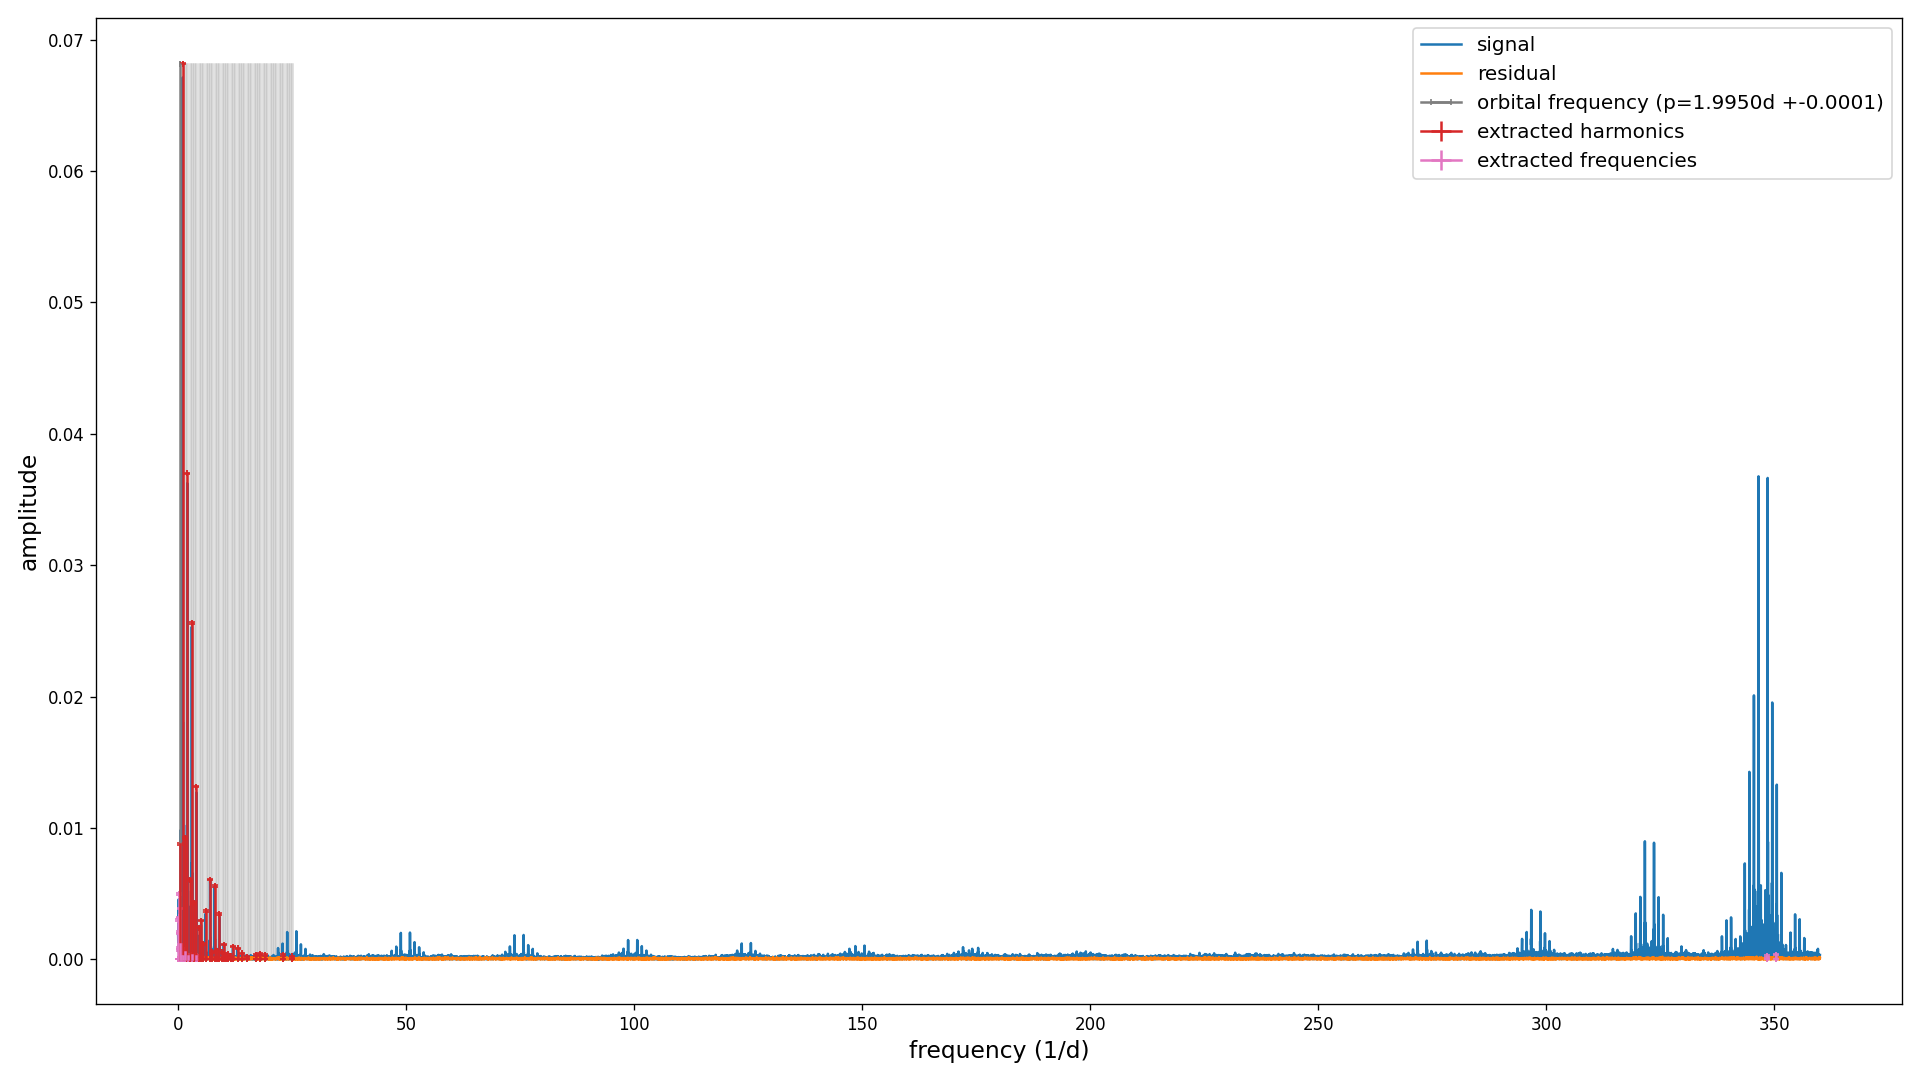 signal
residual
orbital frequency (p=1.9950d +-0.0001)
extracted harmonics
extracted frequencies
amplitude
0.07
0.06
0.05
0.04
0.03
0.02
0.01
0.00
0 50 100 150 200 250 300 350
frequency (1/d)